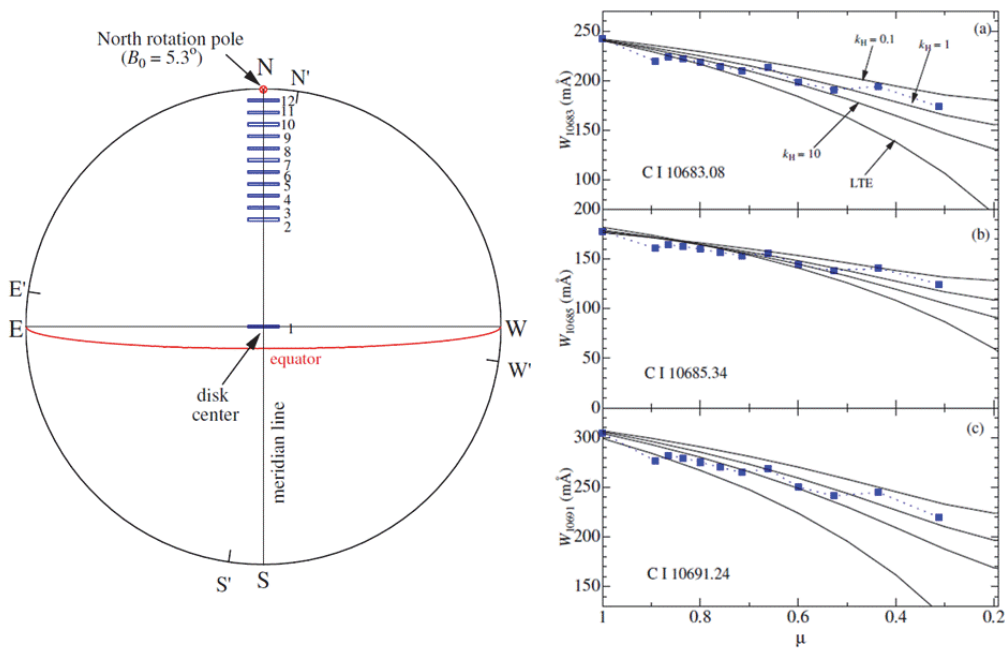 North rotation pole
(B₀ = 5.3°)
N
N'
12
11
10
9
8
7
6
5
4
3
2
E'
E
1
W
W'
equator
disk
center
meridian line
S'
S
(a)
k_H = 0.1
k_H = 1
k_H = 10
LTE
C I 10683.08
W₁₀₆₈₃ (mÅ)
250
200
150
100
200
(b)
C I 10685.34
W₁₀₆₈₅ (mÅ)
150
100
50
0
(c)
C I 10691.24
W₁₀₆₉₁ (mÅ)
300
250
200
150
1
0.8
0.6
0.4
0.2
μ